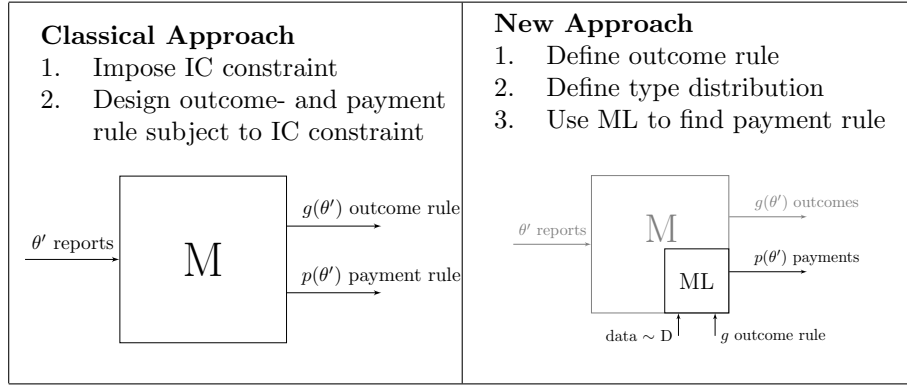 Classical Approach
1. Impose IC constraint
2. Design outcome- and payment
rule subject to IC constraint
θ′ reports
M
g(θ′) outcome rule
p(θ′) payment rule
New Approach
1. Define outcome rule
2. Define type distribution
3. Use ML to find payment rule
θ′ reports
M
g(θ′) outcomes
ML
p(θ′) payments
data ∼ D
g outcome rule